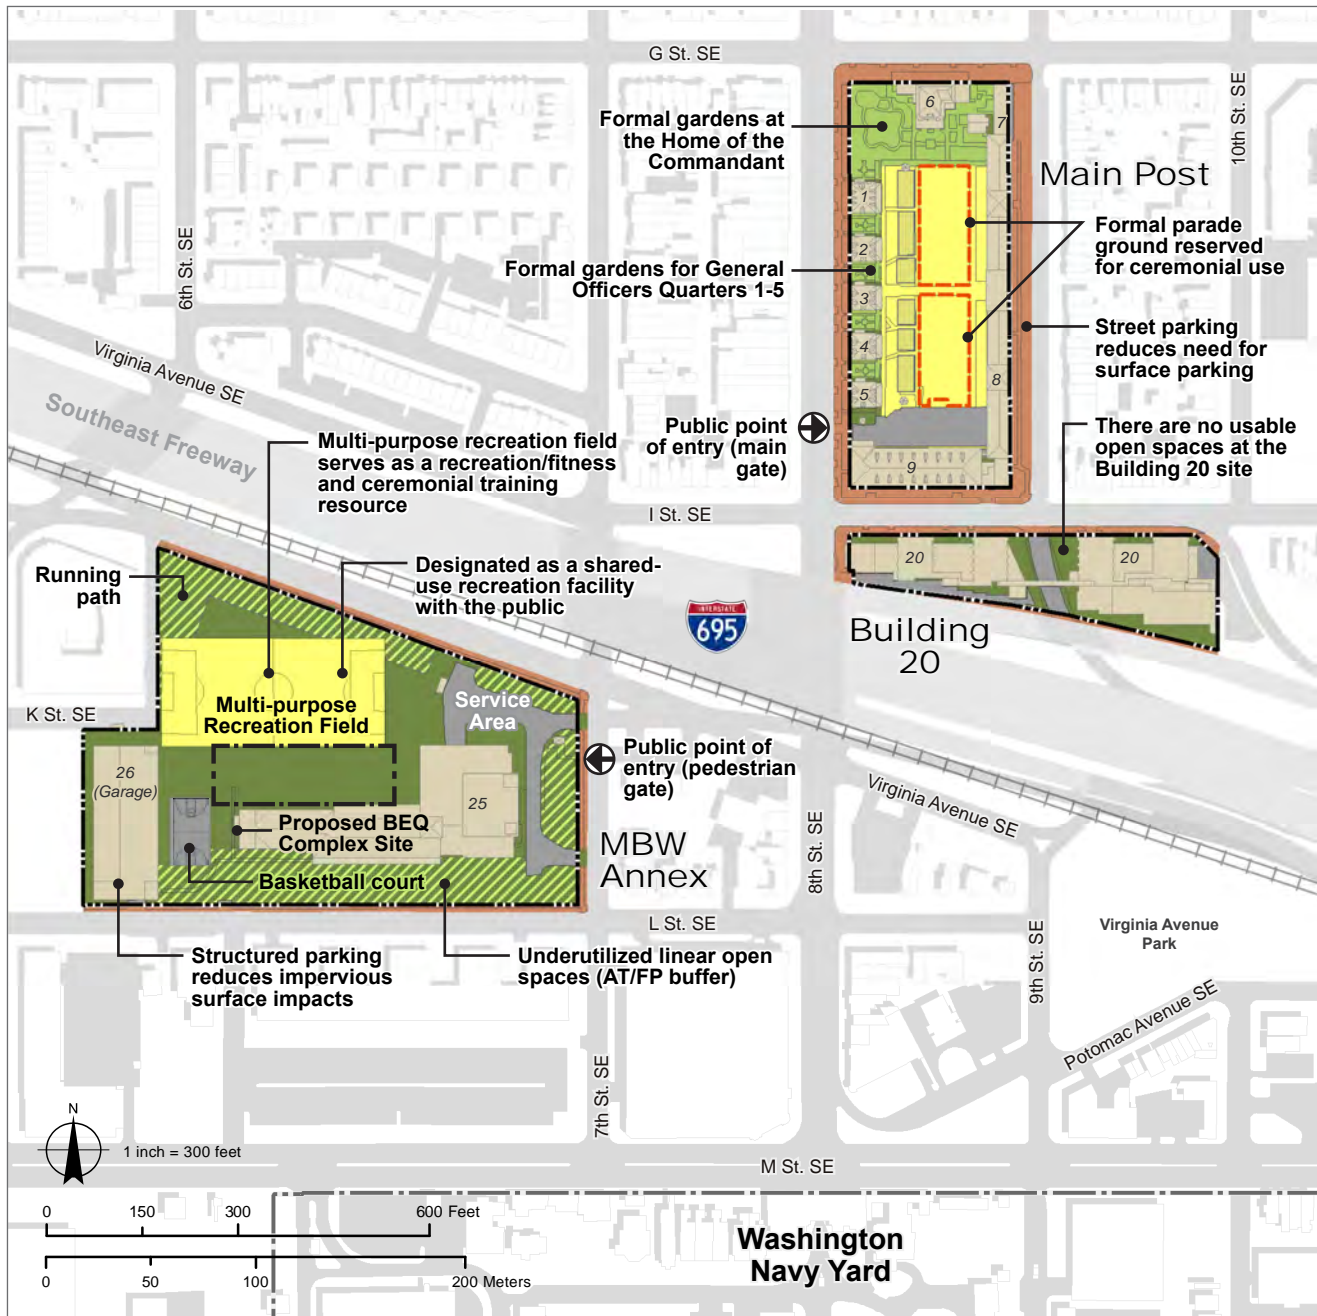 G St. SE
10th St. SE
6th St. SE
Formal gardens at
the Home of the
Commandant
6
7
Main Post
1
2
3
4
5
8
9
Formal parade
ground reserved
for ceremonial use
Formal gardens for General
Officers Quarters 1-5
Street parking
reduces need for
surface parking
Virginia Avenue SE
Southeast Freeway
Public point
of entry (main
gate)
There are no usable
open spaces at the
Building 20 site
Multi-purpose recreation field
serves as a recreation/fitness
and ceremonial training
resource
I St. SE
20
20
Running
path
Designated as a shared-
use recreation facility
with the public
INTERSTATE
695
Building
20
K St. SE
Multi-purpose
Recreation Field
Service
Area
Public point of
entry (pedestrian
gate)
26
(Garage)
25
Virginia Avenue SE
8th St. SE
Proposed BEQ
Complex Site
MBW
Annex
Basketball court
L St. SE
Virginia Avenue
Park
Structured parking
reduces impervious
surface impacts
Underutilized linear open
spaces (AT/FP buffer)
9th St. SE
Potomac Avenue SE
7th St. SE
N
1 inch = 300 feet
M St. SE
0 150 300 600 Feet
0 50 100 200 Meters
Washington
Navy Yard